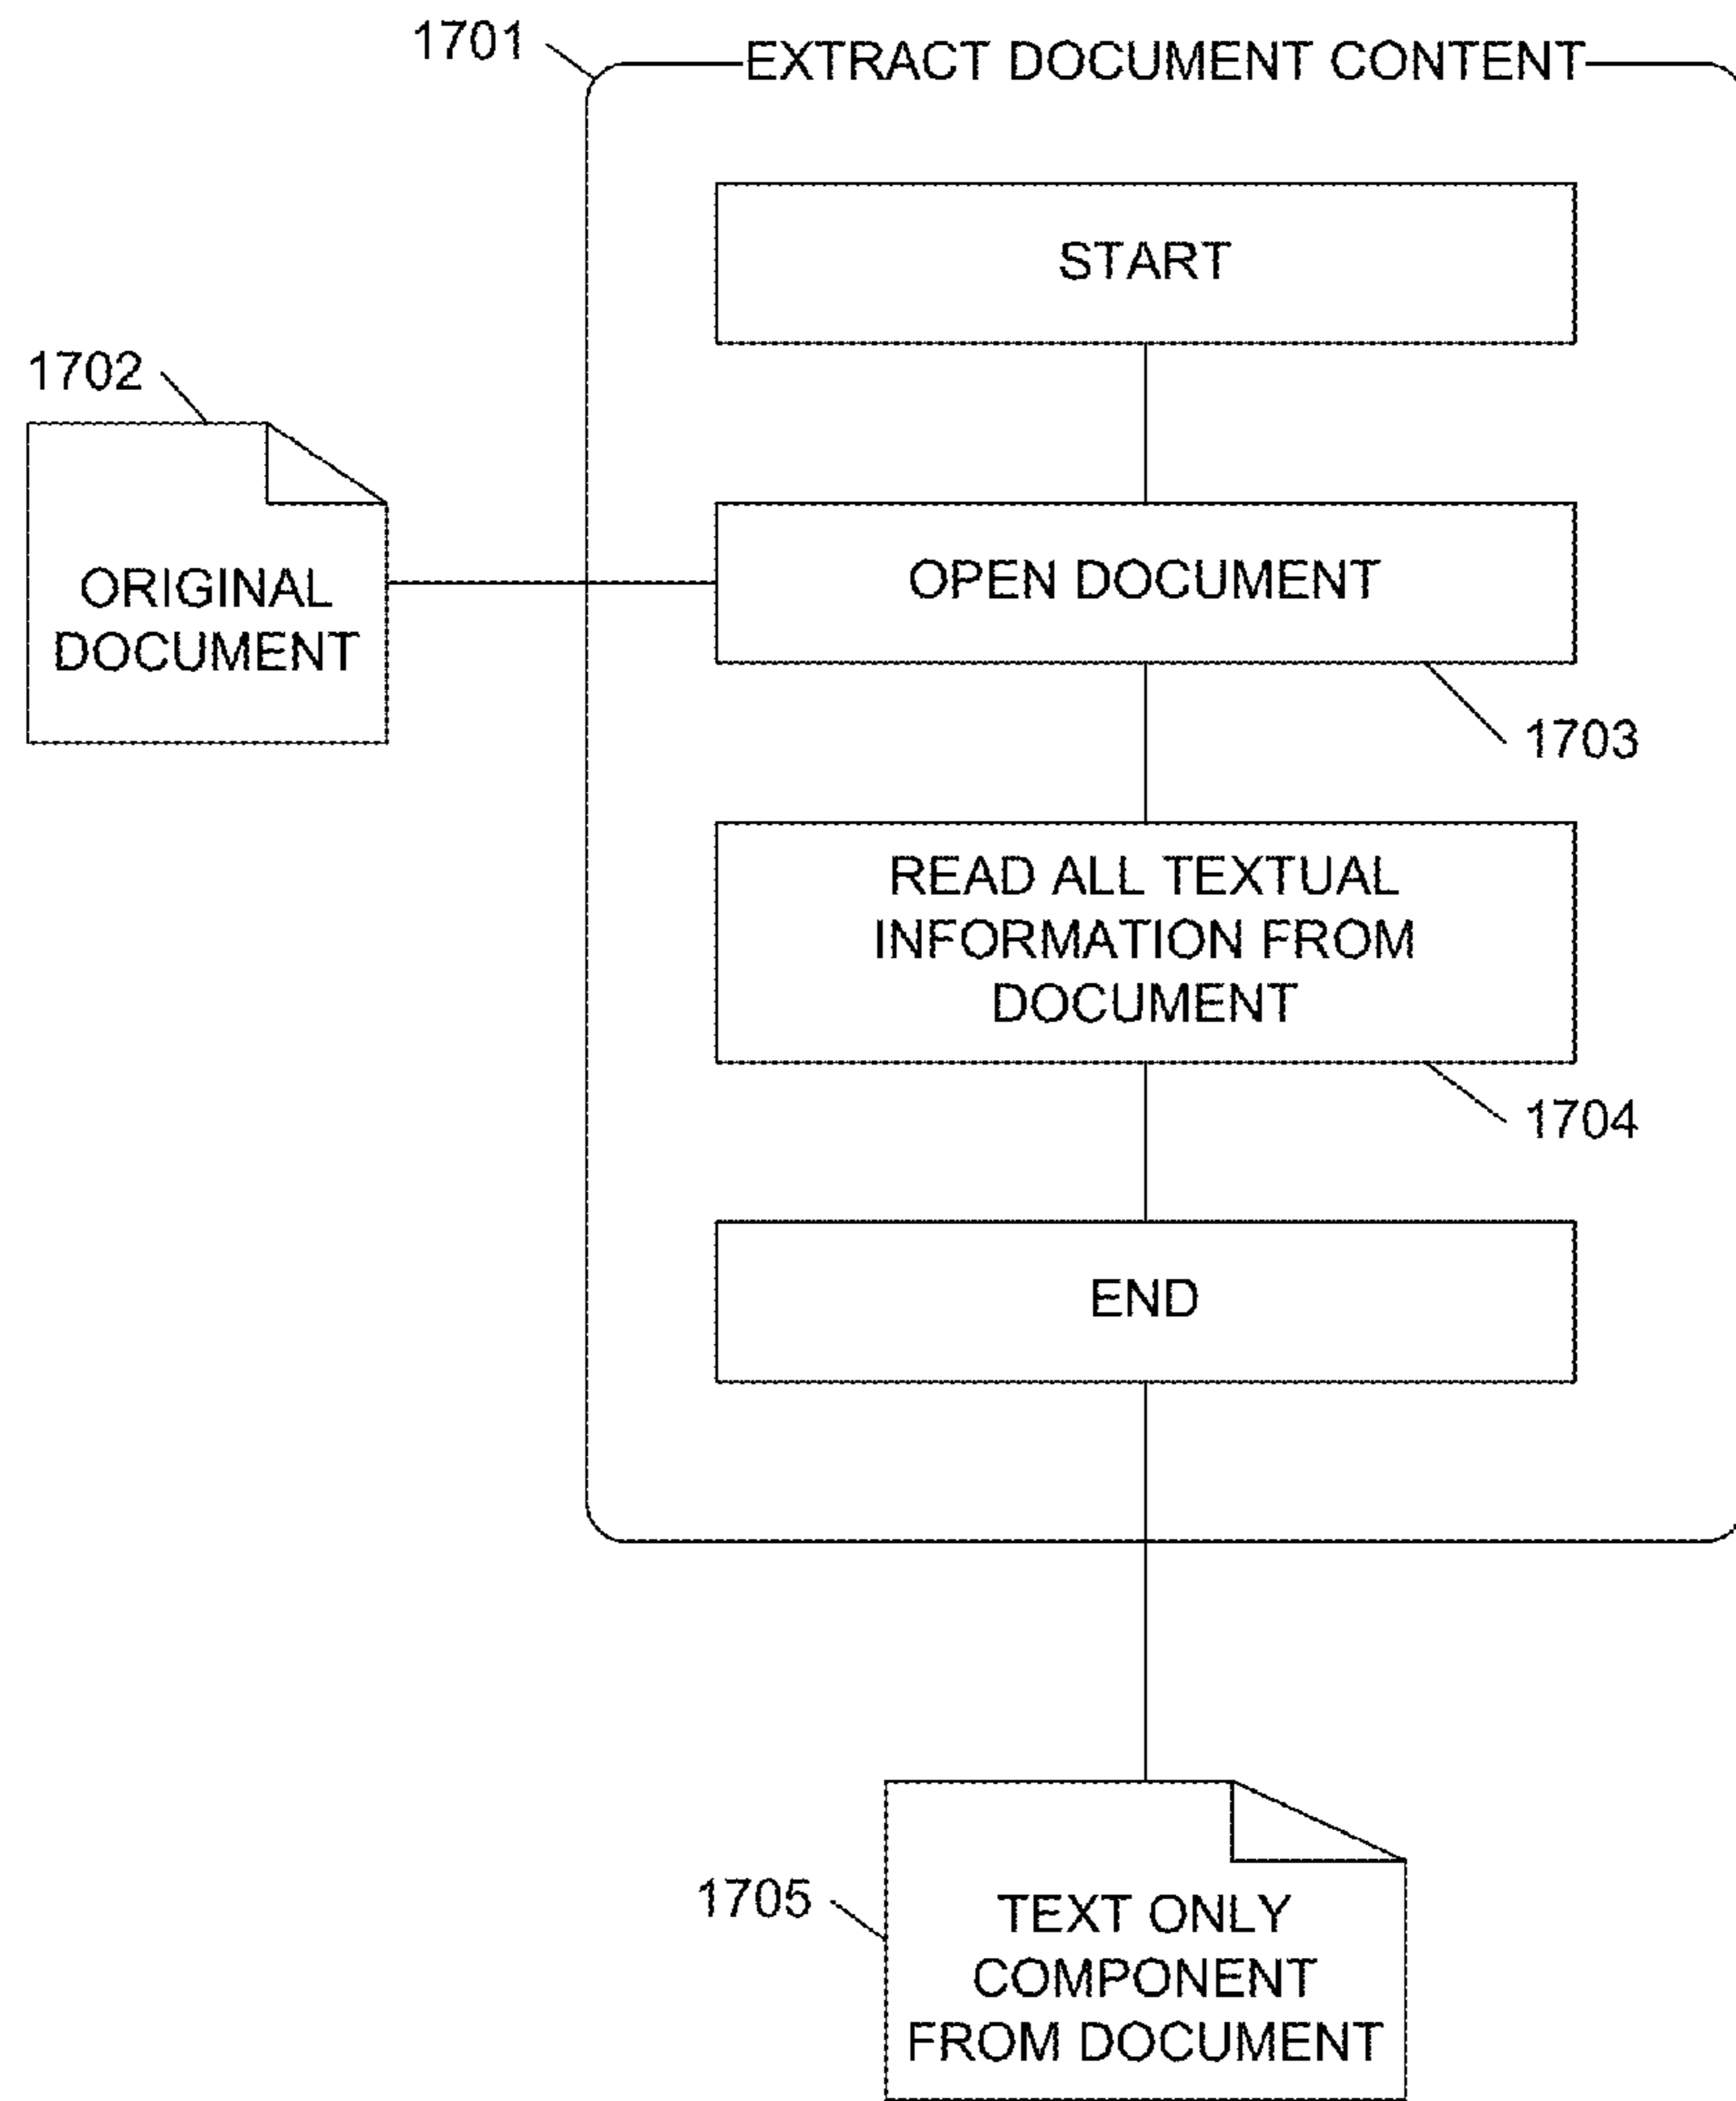 1701
EXTRACT DOCUMENT CONTENT
START
1702
ORIGINAL
DOCUMENT
OPEN DOCUMENT
1703
READ ALL TEXTUAL
INFORMATION FROM
DOCUMENT
1704
END
1705
TEXT ONLY
COMPONENT
FROM DOCUMENT